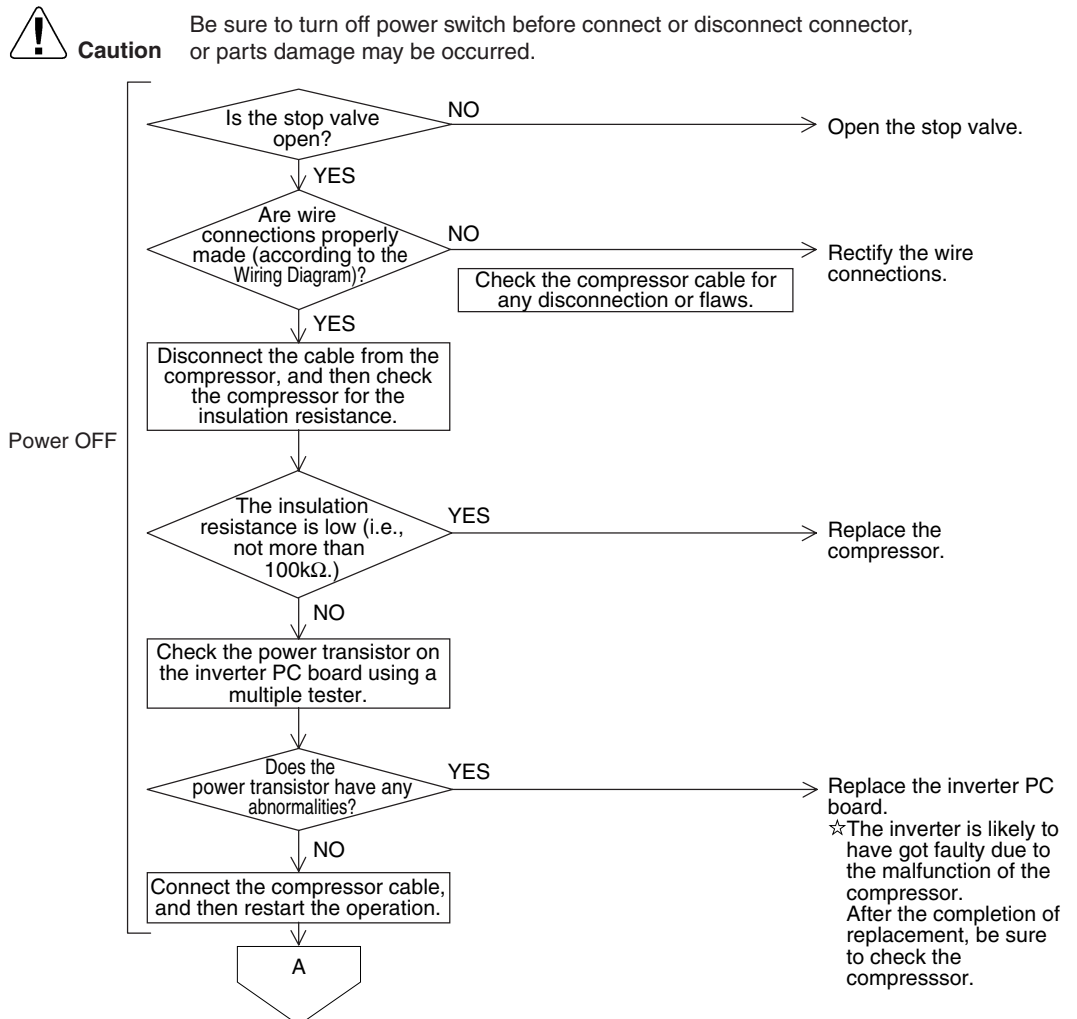 Be sure to turn off power switch before connect or disconnect connector,
Caution or parts damage may be occurred.
Is the stop valve
open?
NO
Open the stop valve.
YES
Are wire
connections properly
made (according to the
Wiring Diagram)?
NO
Rectify the wire
connections.
Check the compressor cable for
any disconnection or flaws.
YES
Disconnect the cable from the
compressor, and then check
the compressor for the
insulation resistance.
Power OFF
The insulation
resistance is low (i.e.,
not more than
100kΩ.)
YES
Replace the
compressor.
NO
Check the power transistor on
the inverter PC board using a
multiple tester.
Does the
power transistor have any
abnormalities?
YES
Replace the inverter PC
board.
☆The inverter is likely to
have got faulty due to
the malfunction of the
compressor.
After the completion of
replacement, be sure
to check the
compresssor.
NO
Connect the compressor cable,
and then restart the operation.
A